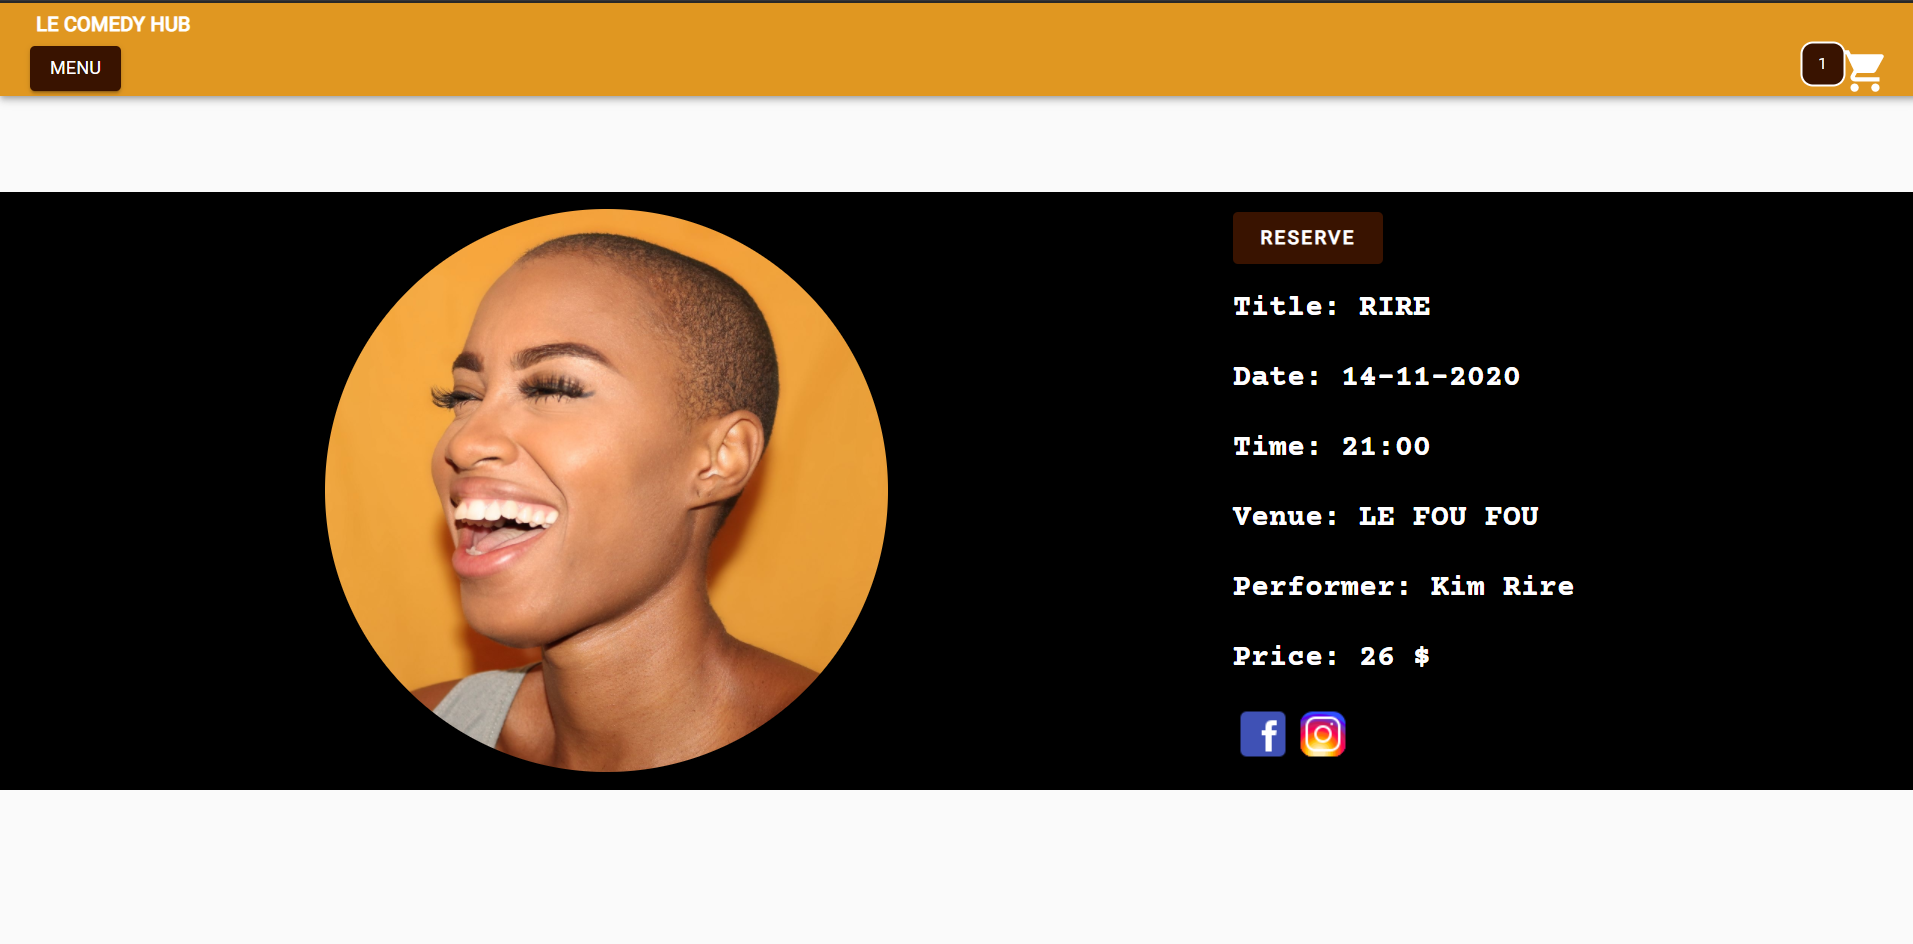 LE COMEDY HUB
MENU
1
RESERVE
Title: RIRE
Date: 14-11-2020
Time: 21:00
Venue: LE FOU FOU
Performer: Kim Rire
Price: 26 $
f